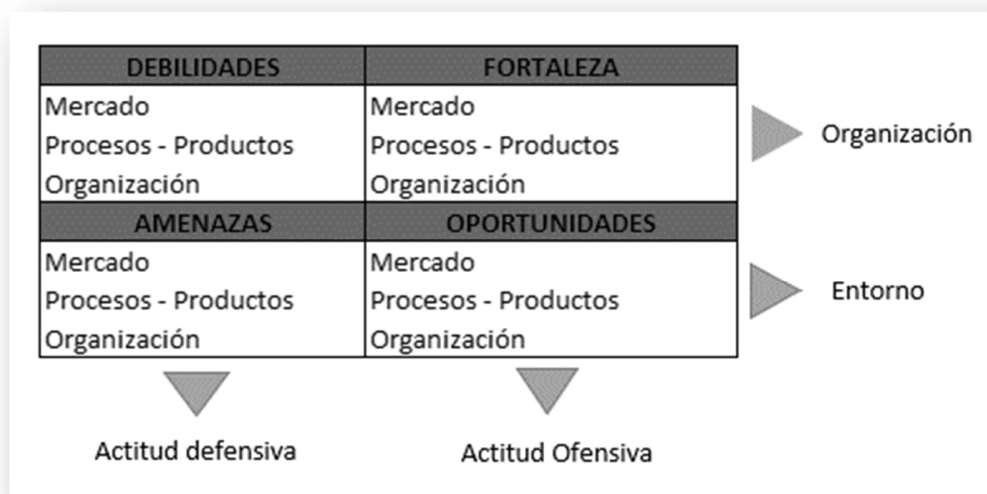 DEBILIDADES FORTALEZA
Mercado Mercado
Procesos - Productos Procesos - Productos
Organización Organización
Organización
AMENAZAS OPORTUNIDADES
Mercado Mercado
Procesos - Productos Procesos - Productos
Organización Organización
Entorno
Actitud defensiva Actitud Ofensiva